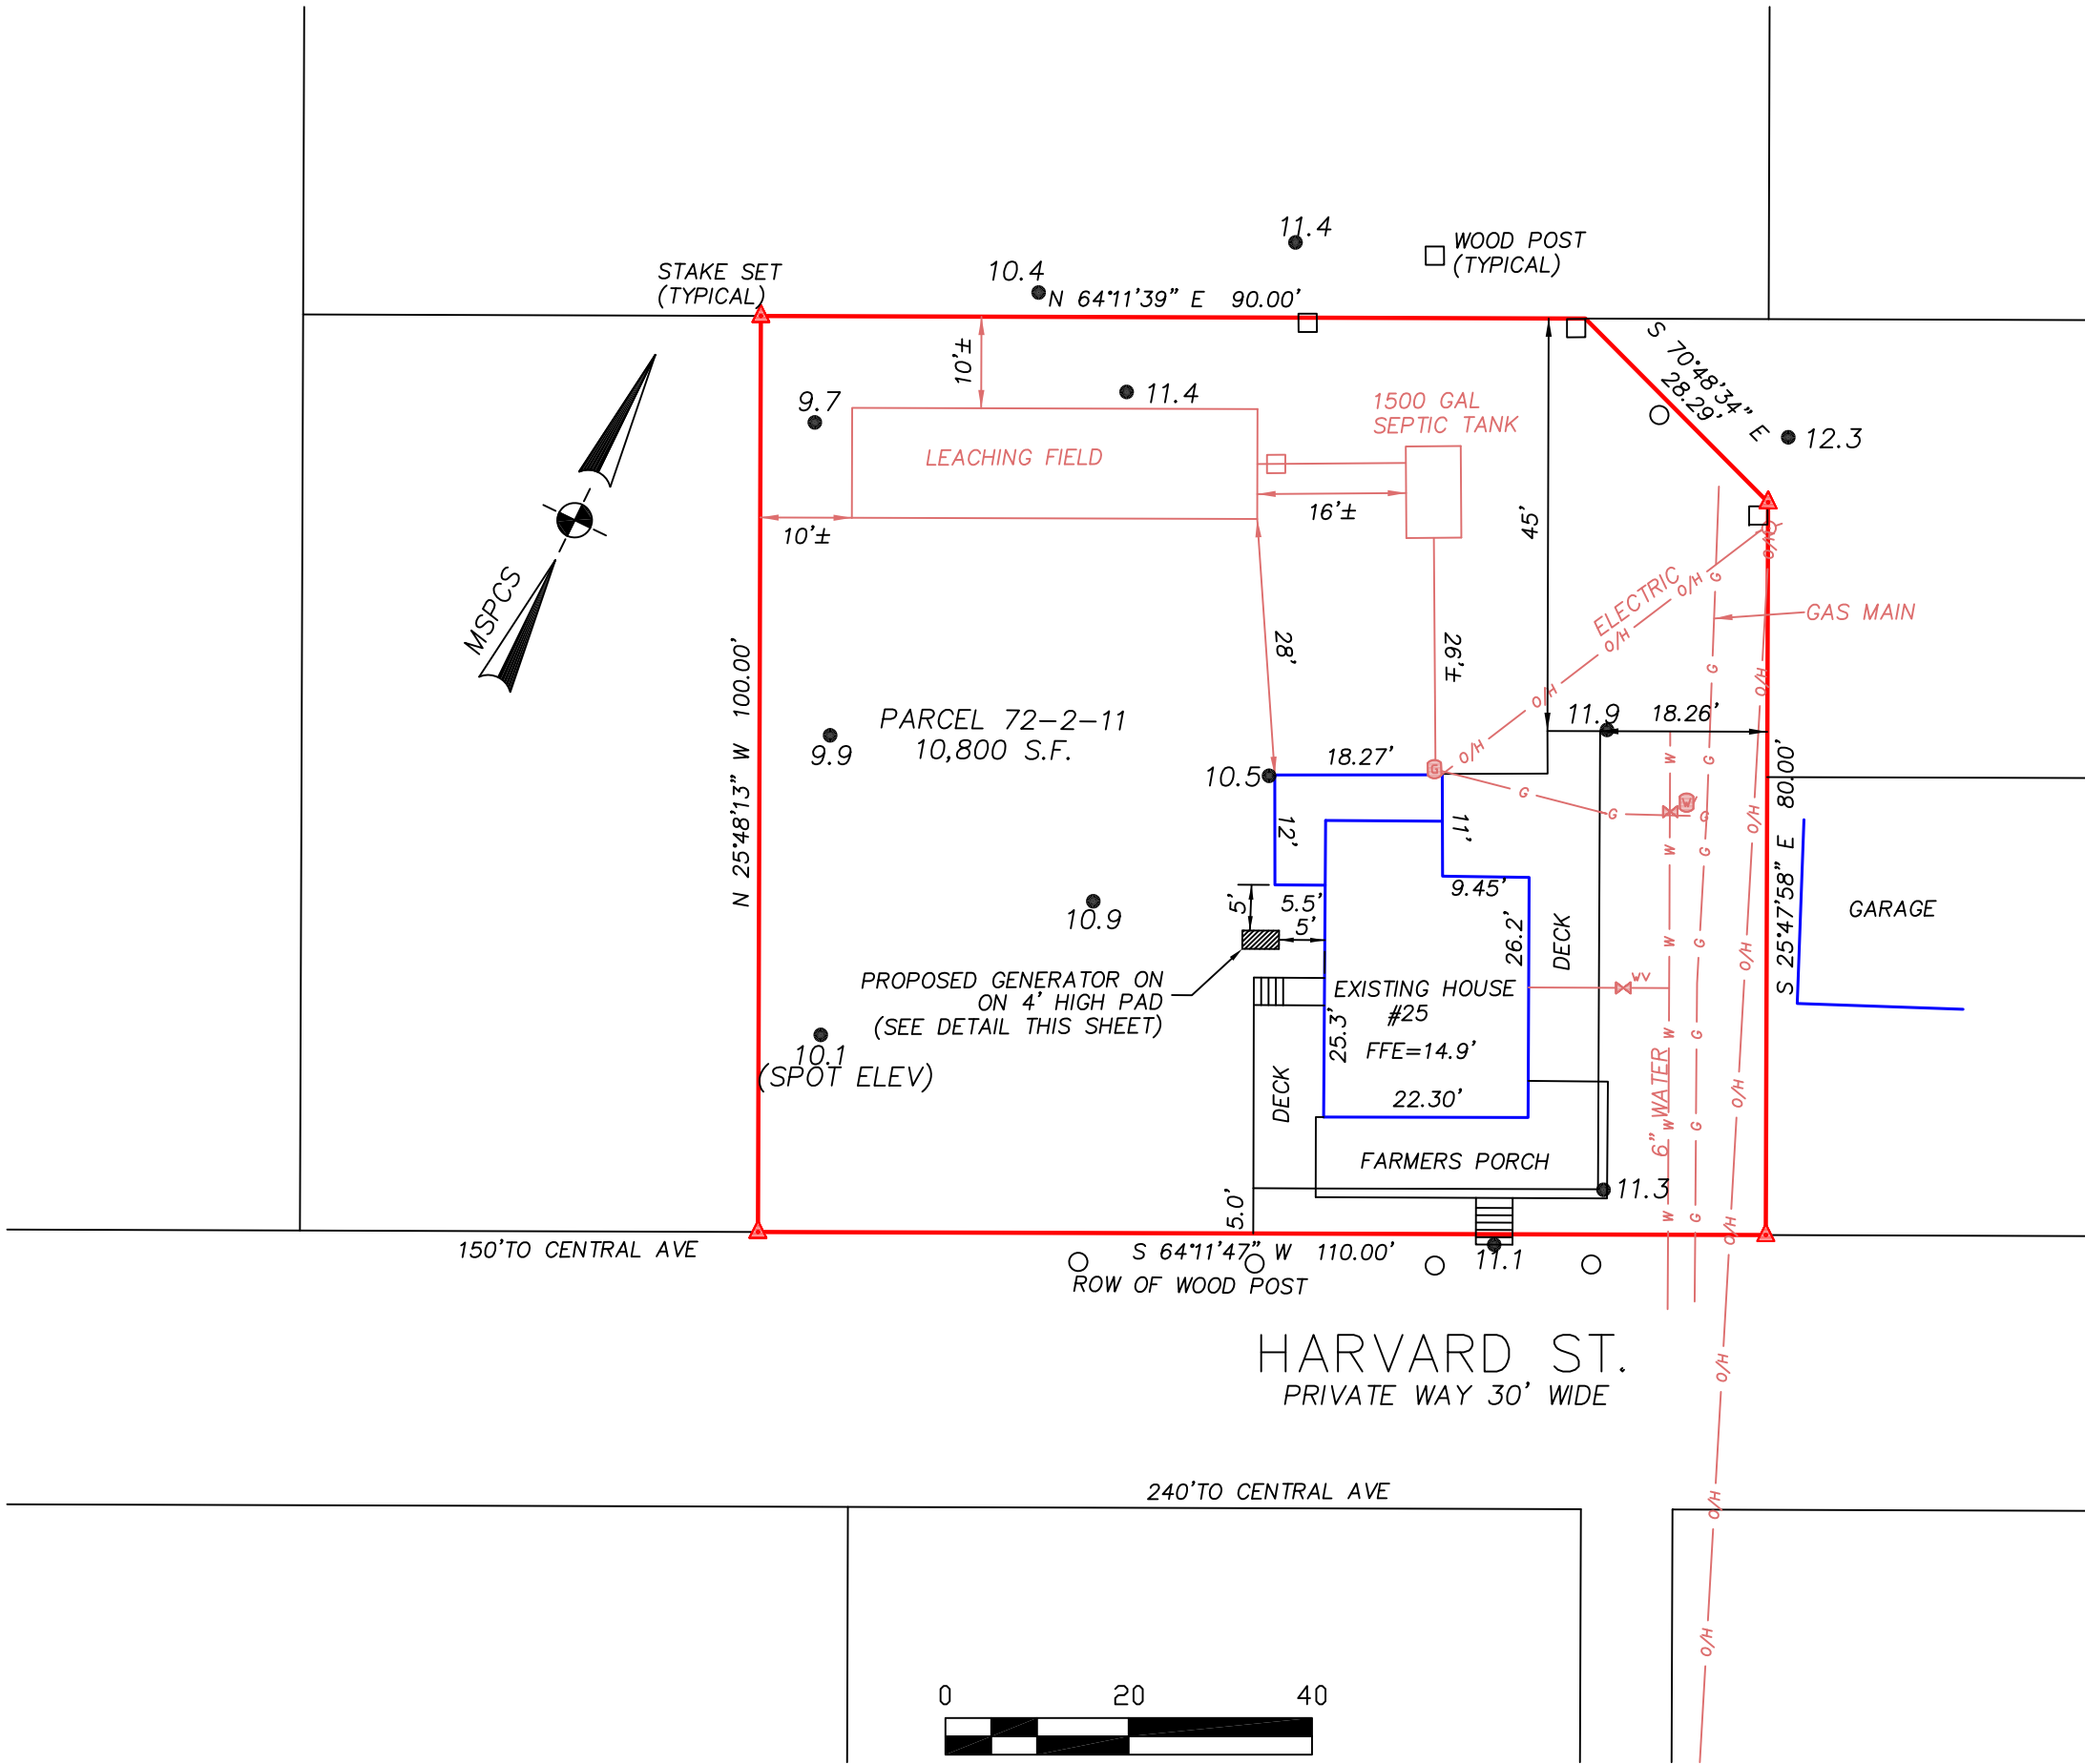 11.4
WOOD POST
(TYPICAL)
STAKE SET
(TYPICAL)
10.4
N 64°11'39" E 90.00'
S 70°48'34" E
28.29'
10'±
9.7
11.4
1500 GAL
SEPTIC TANK
12.3
LEACHING FIELD
10'±
16'±
45'
O/H
O/H
G
ELECTRIC
O/H
GAS MAIN
MSPCS
28'
26'±
G
O/H
O/H
N 25°48'13" W 100.00'
PARCEL 72-2-11
10,800 S.F.
11.9
18.26'
9.9
18.27'
O/H
W
10.5
G
G
W
G
G
O/H
S 25°47'58" E 80.00'
12'
11'
W
G
9.45'
5.5'
5'
5'
10.9
26.2'
DECK
W
G
O/H
GARAGE
PROPOSED GENERATOR ON
ON 4' HIGH PAD
(SEE DETAIL THIS SHEET)
EXISTING HOUSE
#25
WV
25.3'
FFE=14.9'
W
G
10.1
(SPOT ELEV)
DECK
22.30'
6" WATER
W
G
O/H
FARMERS PORCH
11.3
5.0'
W
G
O/H
150'TO CENTRAL AVE
S 64°11'47" W 110.00'
11.1
ROW OF WOOD POST
HARVARD ST.
PRIVATE WAY 30' WIDE
O/H
240'TO CENTRAL AVE
O/H
O/H
0 20 40